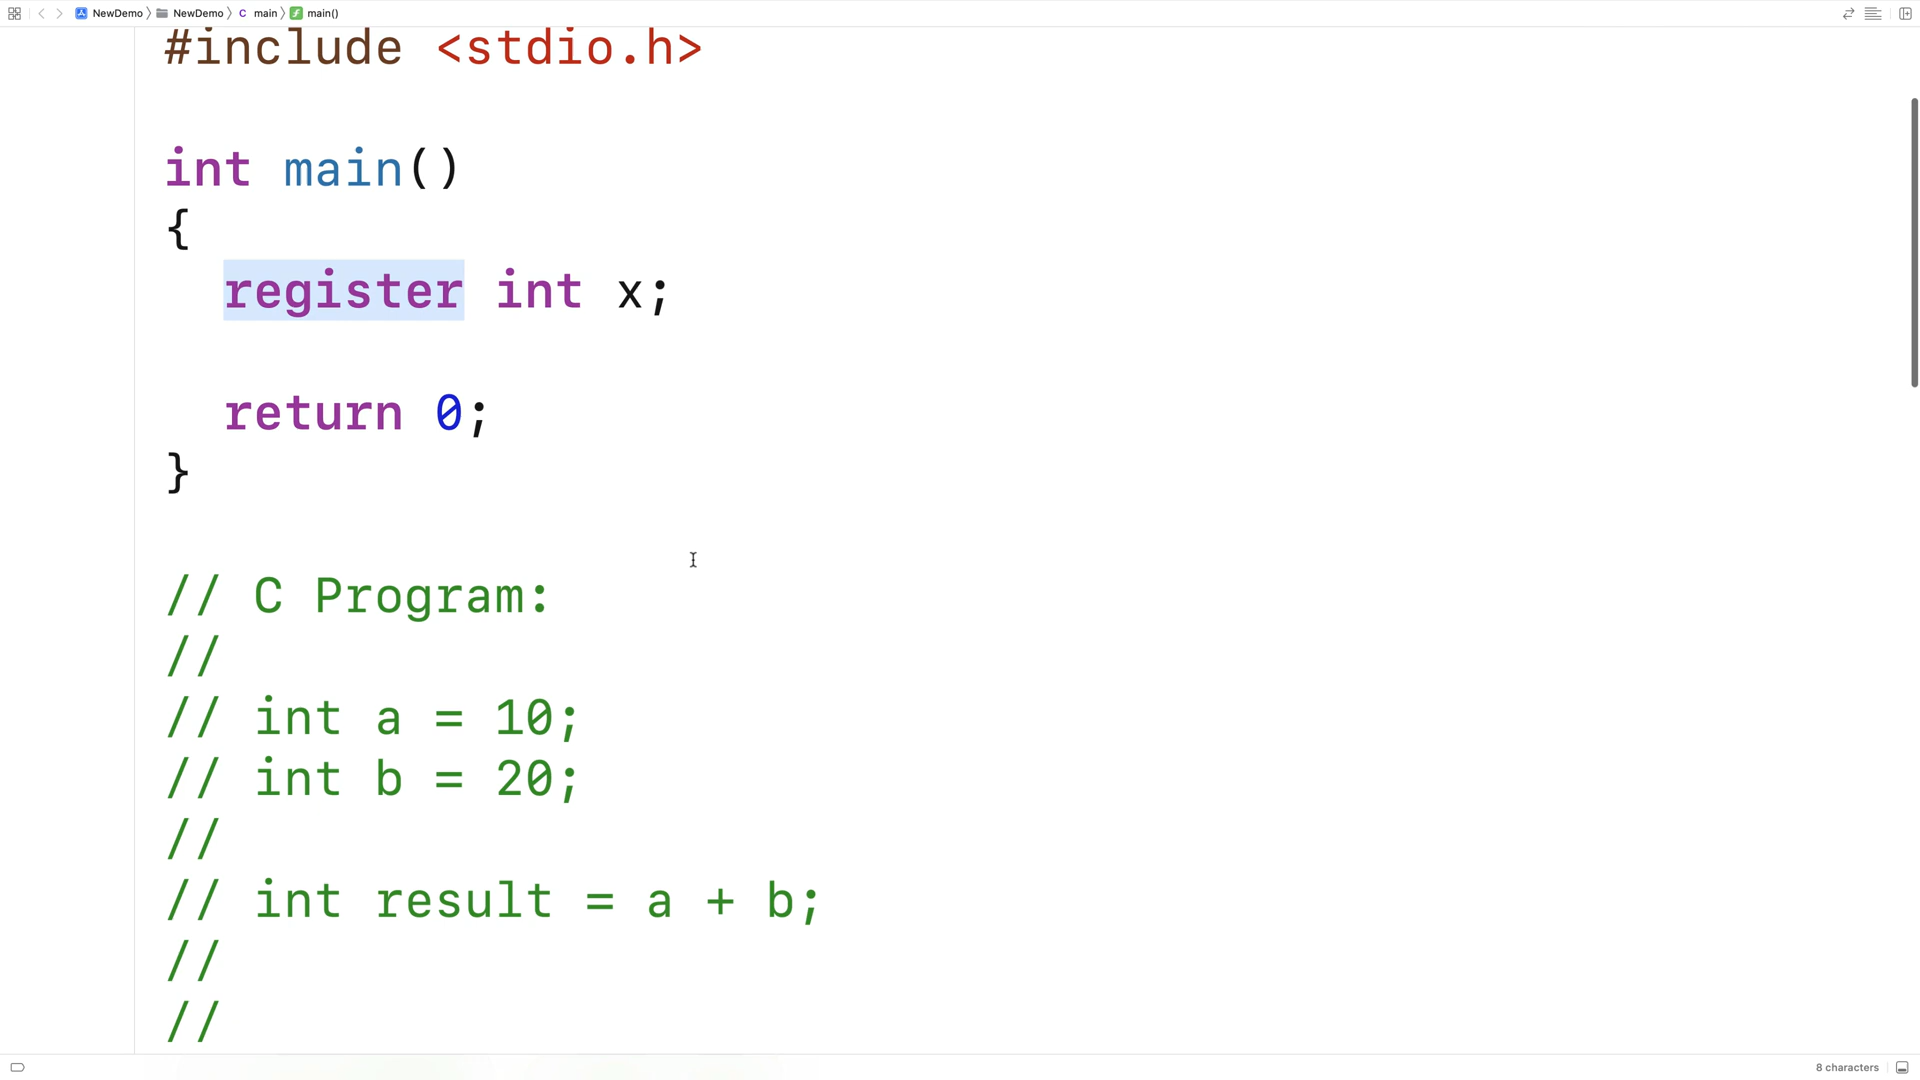 NewDemo 〉 NewDemo 〉 C main 〉 f main()
#include <stdio.h>
int main()
{
register int x;
return 0;
}
// C Program:
//
// int a = 10;
// int b = 20;
//
// int result = a + b;
//
//
8 characters